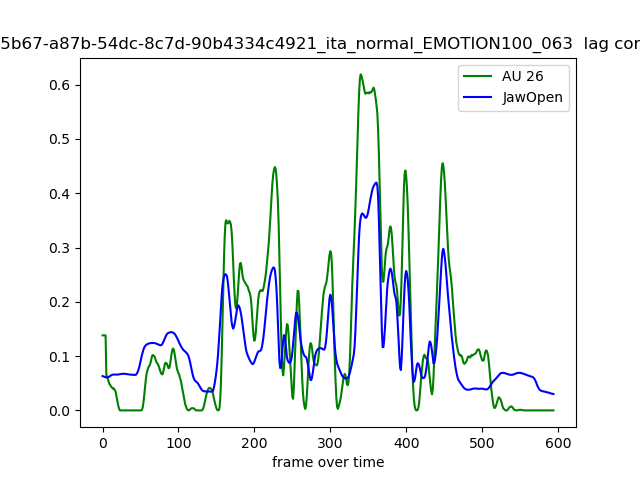 5b67-a87b-54dc-8c7d-90b4334c4921_ita_normal_EMOTION100_063 lag cor
AU 26
JawOpen
0.6
0.5
0.4
0.3
0.2
0.1
0.0
0 100 200 300 400 500 600
frame over time